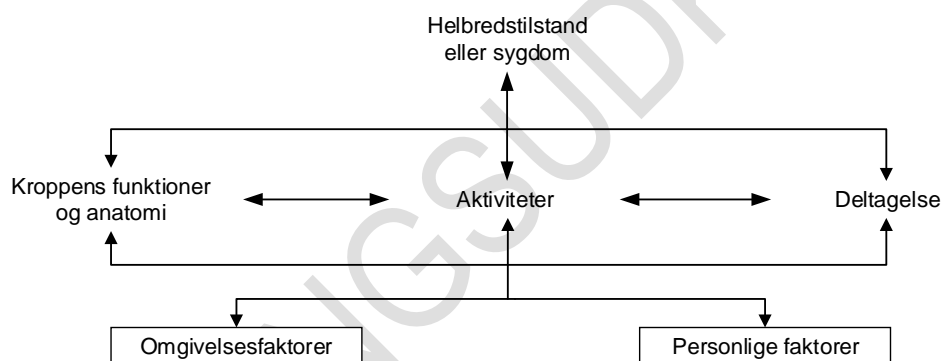 Helbredstilstand
eller sygdom
Kroppens funktioner
og anatomi
Aktiviteter
Deltagelse
Omgivelsesfaktorer
Personlige faktorer